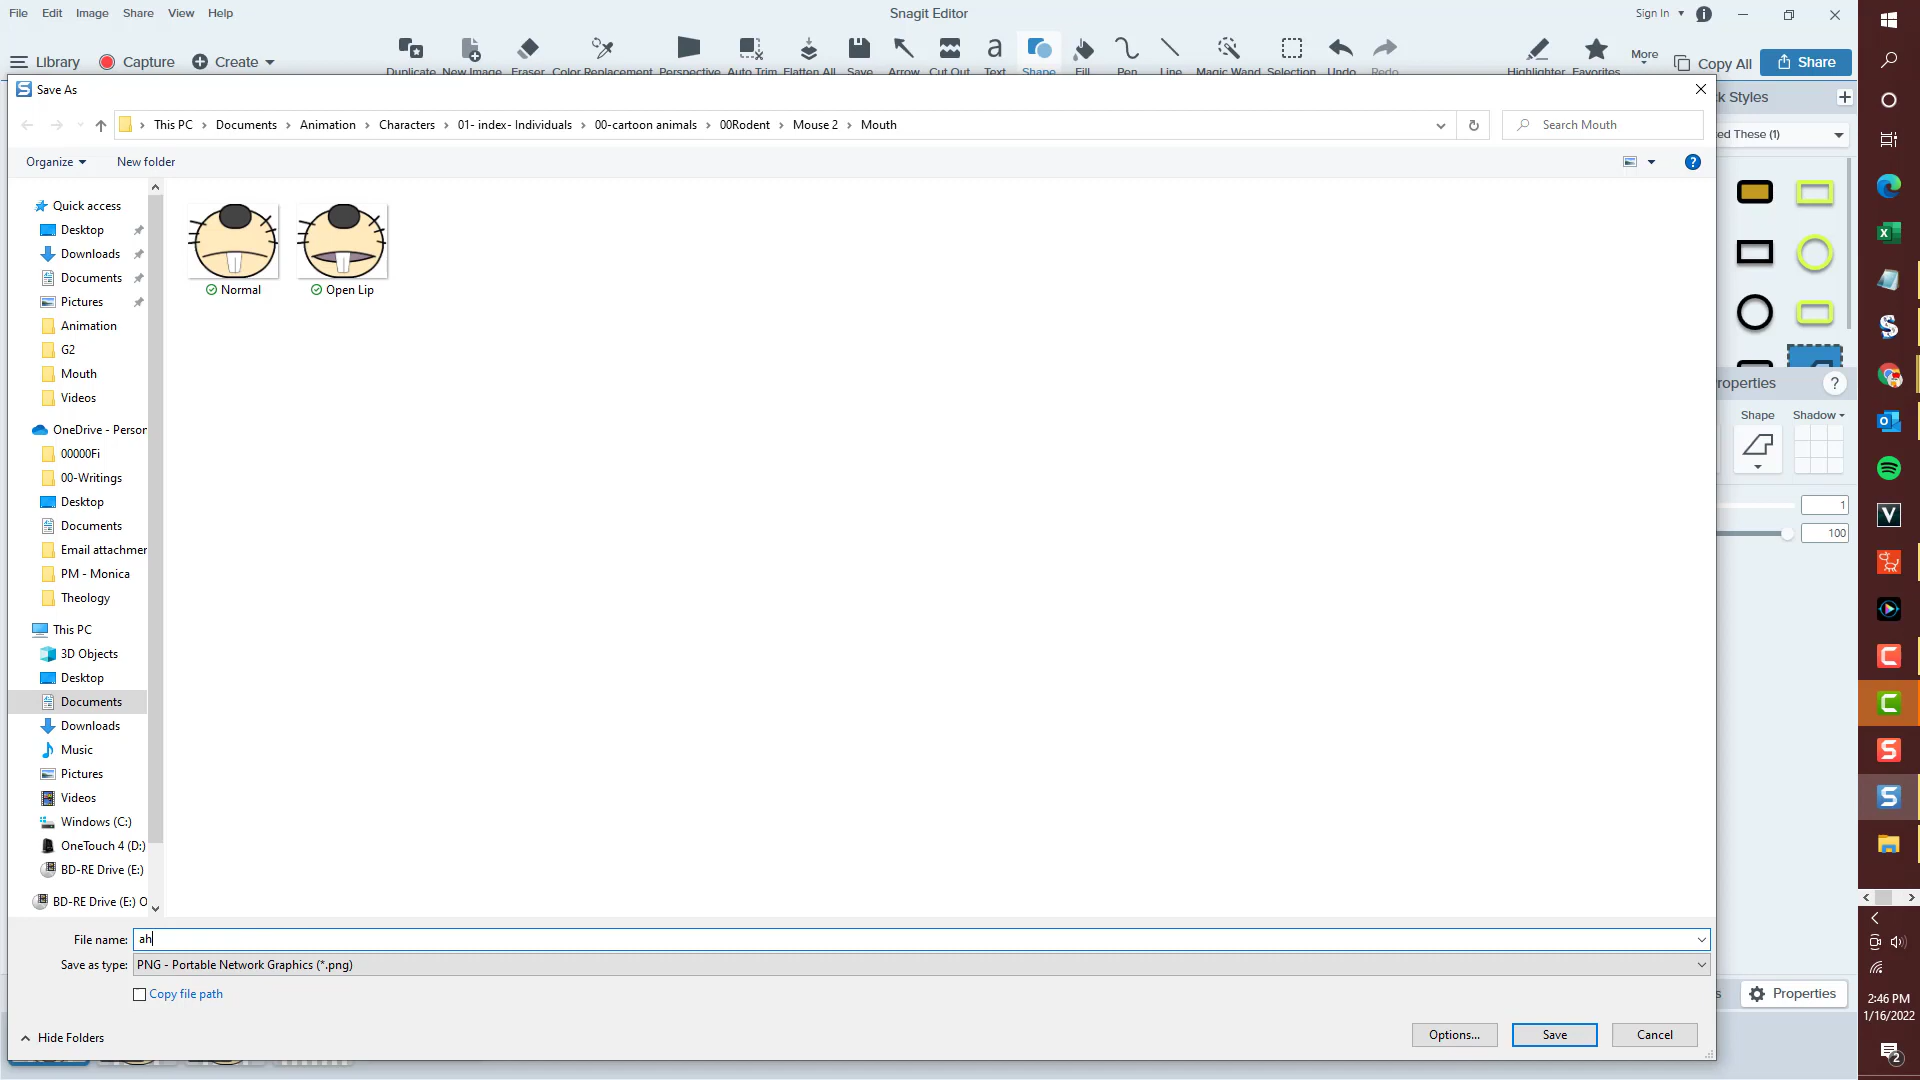 File Edit Image Share View Help
Snagit Editor
Sign In
Library Capture Create
Duplicate New Image Eraser Color Replacement Perspective Auto Trim Flatten All Save Arrow Cut Out Text Shape Fill Pen Line Magic Wand Selection Undo Redo
Highlighter Favorites More Copy All Share
Save As
k Styles
This PC Documents Animation Characters 01- index- Individuals 00-cartoon animals 00Rodent Mouse 2 Mouth
Search Mouth
ed These (1)
Organize New folder
Quick access
Desktop
Downloads
Documents
Pictures
Animation
G2
Mouth
Videos
OneDrive - Person
00000Fi
00-Writings
Desktop
Documents
Email attachmen
PM - Monica
Theology
This PC
3D Objects
Desktop
Documents
Downloads
Music
Pictures
Videos
Windows (C:)
OneTouch 4 (D:)
BD-RE Drive (E:)
BD-RE Drive (E:) O
Normal
Open Lip
roperties
Shape Shadow
1
100
File name: ah
Save as type: PNG - Portable Network Graphics (*.png)
Copy file path
Hide Folders
Options... Save Cancel
s Properties
2:46 PM
1/16/2022
2